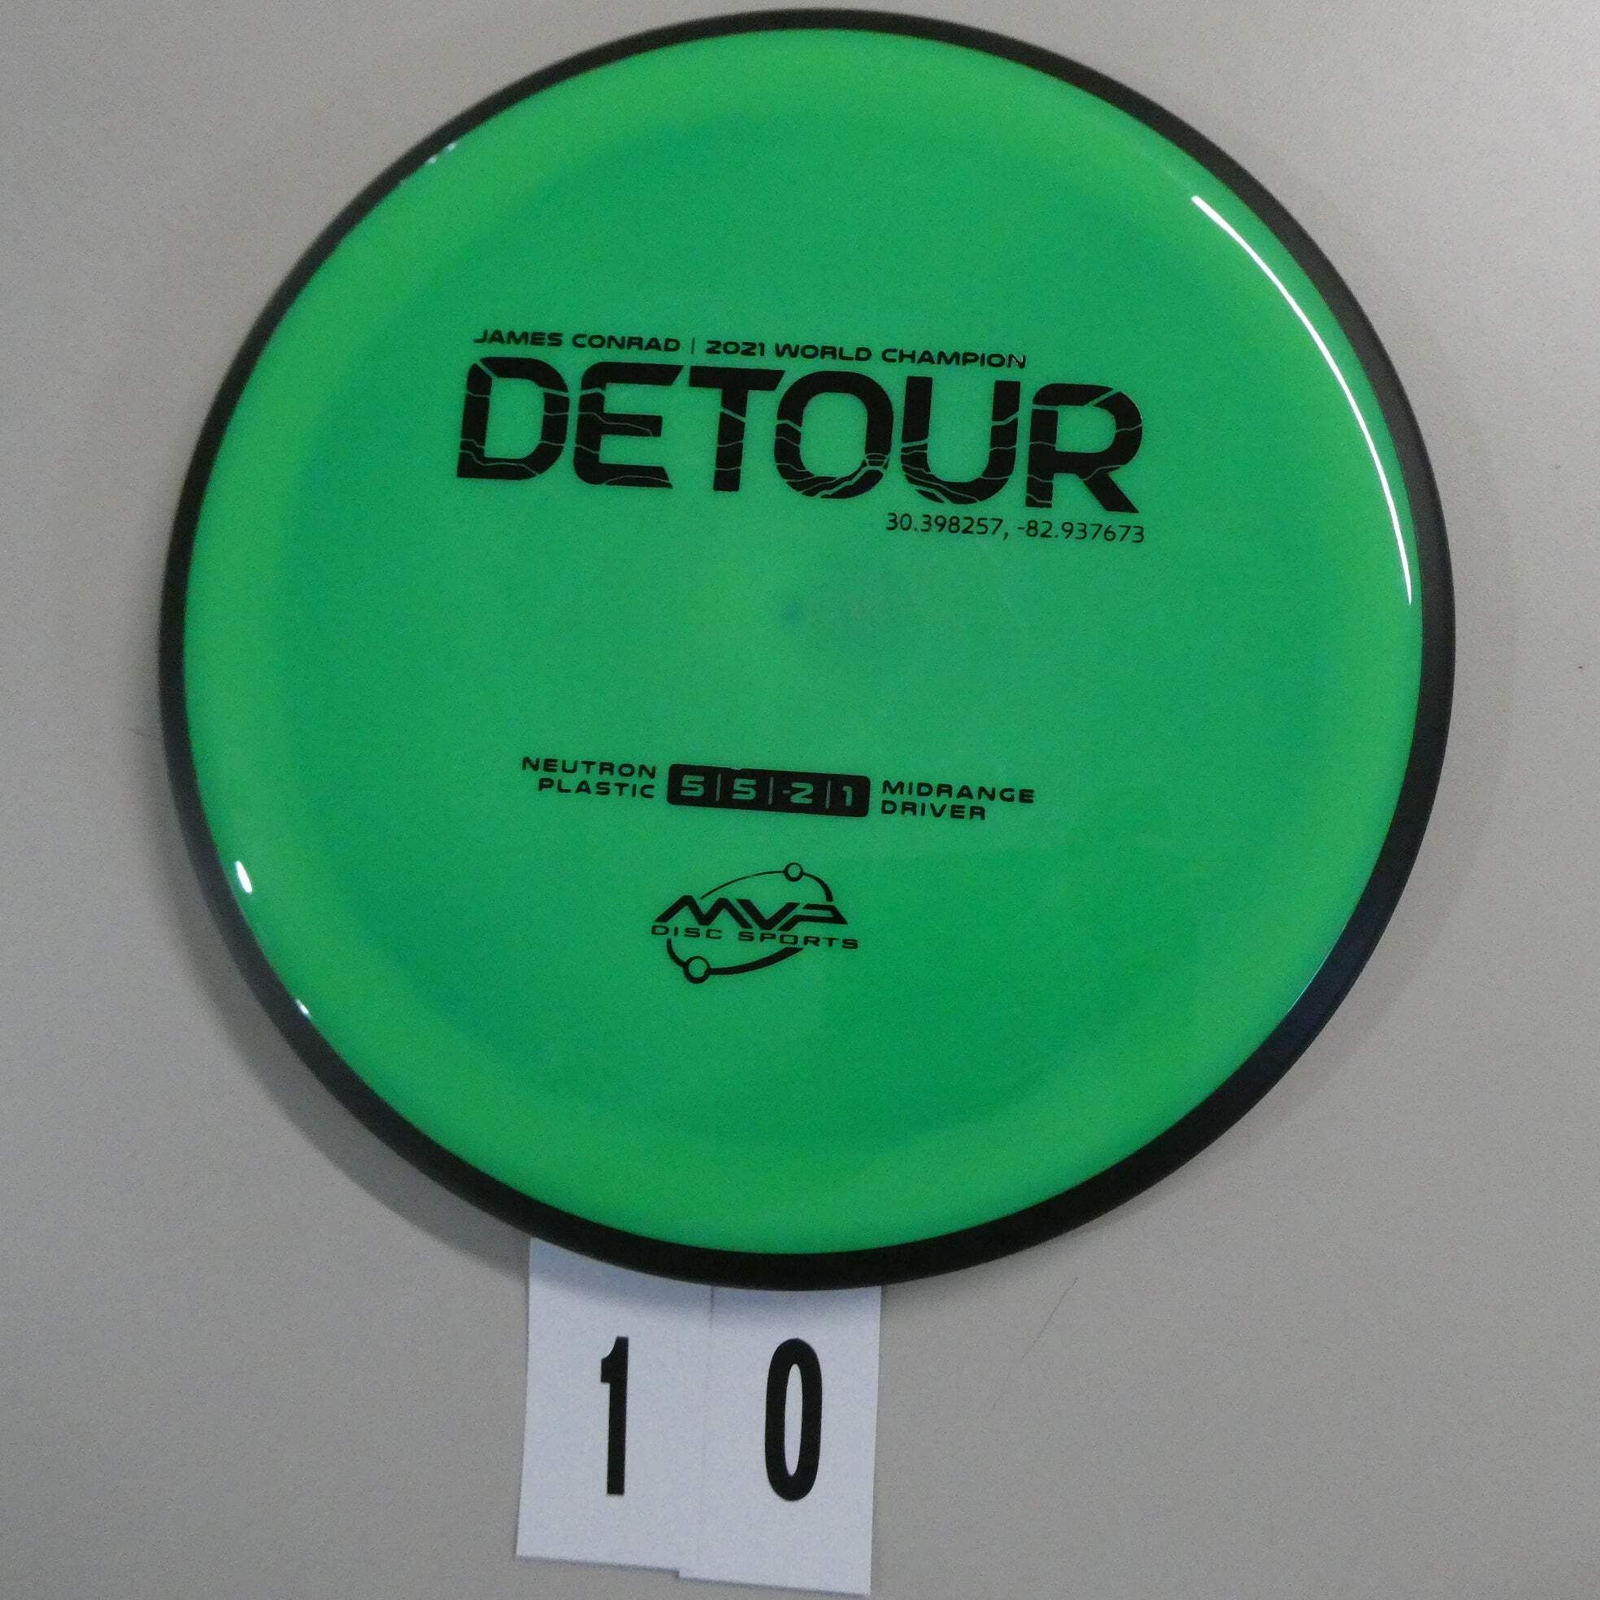 JAMES CONRAD | 2021 WORLD CHAMPION
DETOUR
30.398257, -82.937673
NEUTRON PLASTIC
5 | 5 | -2 | 1
MIDRANGE DRIVER
MVP
DISC SPORTS
1 0